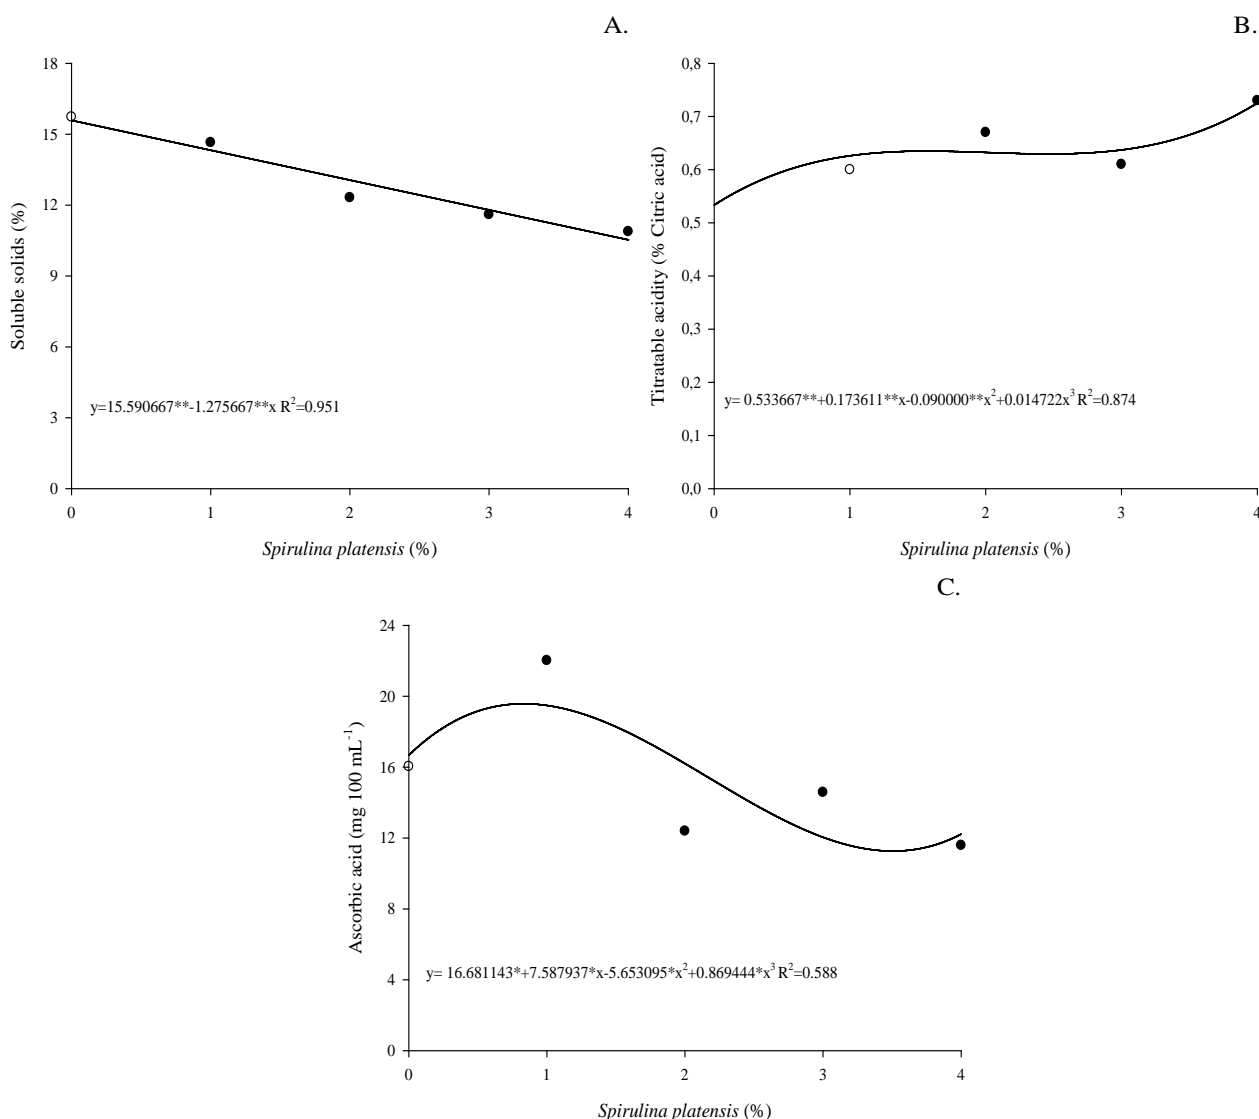 A.
18
15
12
9
6
3
0
Soluble solids (%)
y=15.590667**-1.275667**x R²=0.951
0 1 2 3 4
Spirulina platensis (%)
B.
0,8
0,7
0,6
0,5
0,4
0,3
0,2
0,1
0,0
Titratable acidity (% Citric acid)
y= 0.533667**+0.173611**x-0.090000**x²+0.014722x³ R²=0.874
0 1 2 3 4
Spirulina platensis (%)
C.
24
20
16
12
8
4
0
Ascorbic acid (mg 100 mL⁻¹)
y= 16.681143*+7.587937*x-5.653095*x²+0.869444*x³ R²=0.588
0 1 2 3 4
Spirulina platensis (%)